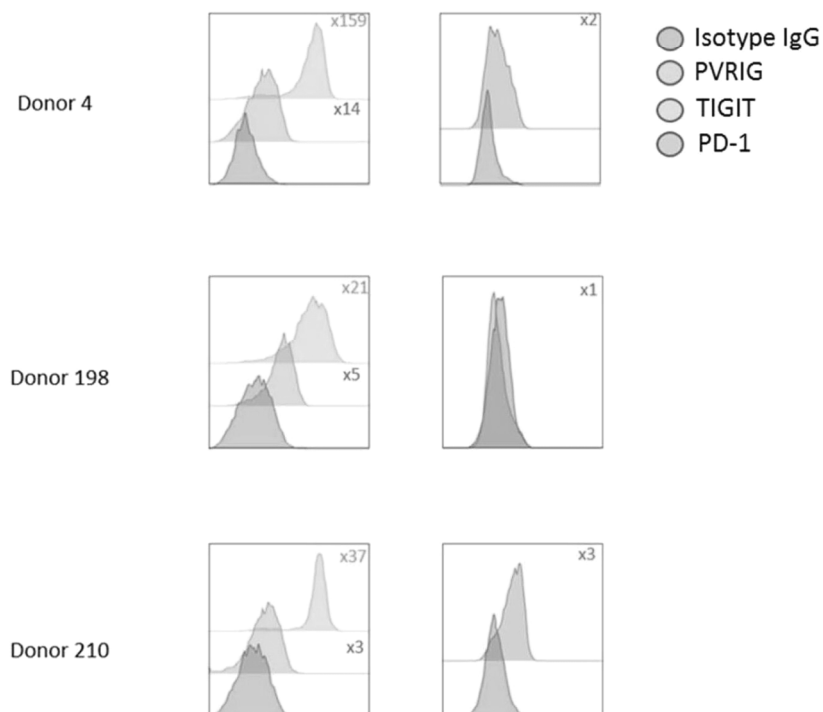 x159
x2
Isotype IgG
PVRIG
TIGIT
PD-1
Donor 4
x14
x21
x1
Donor 198
x5
x37
x3
Donor 210
x3